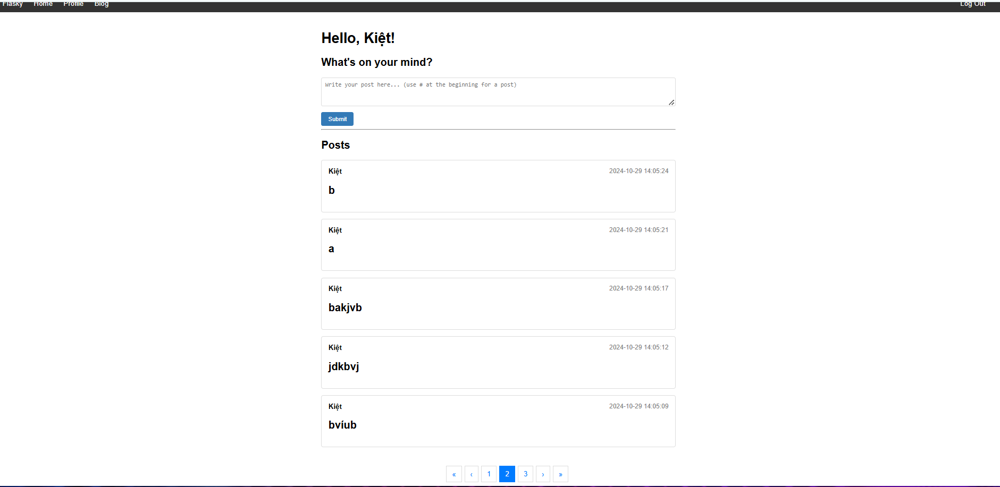 Flasky Home Profile Blog Log Out
Hello, Kiệt!
What's on your mind?
Write your post here... (use # at the beginning for a post)
Submit
Posts
Kiệt 2024-10-29 14:05:24
b
Kiệt 2024-10-29 14:05:21
a
Kiệt 2024-10-29 14:05:17
bakjvb
Kiệt 2024-10-29 14:05:12
jdkbvj
Kiệt 2024-10-29 14:05:09
bvíub
« ‹ 1 2 3 › »